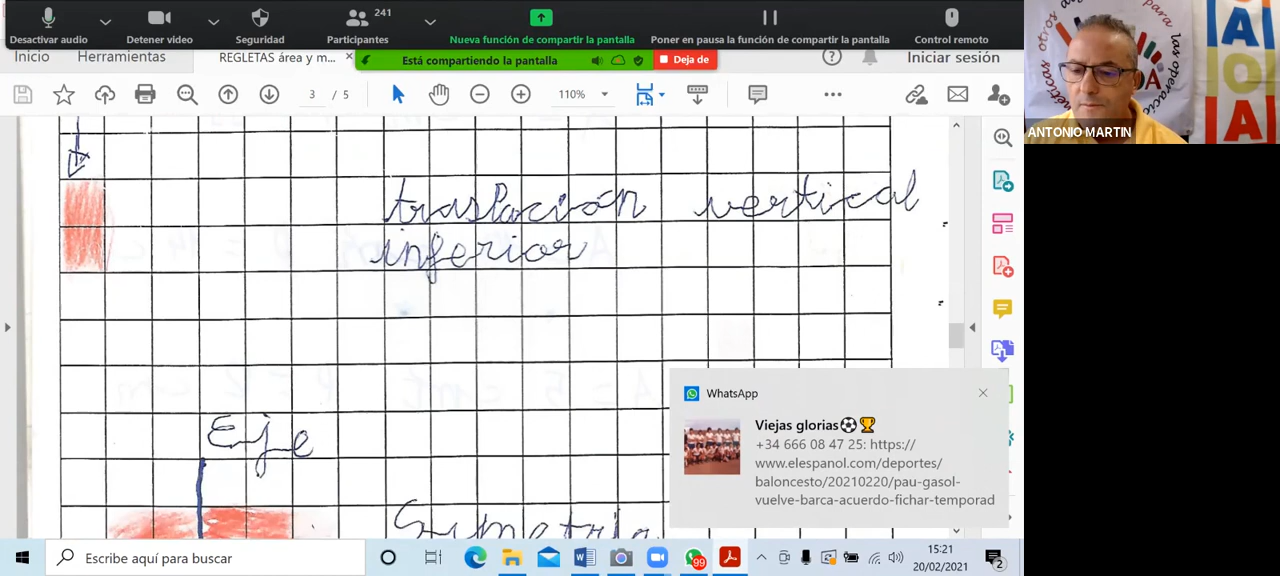 Desactivar audio
Detener video
Seguridad
241
Participantes
Nueva función de compartir la pantalla
Poner en pausa la función de compartir la pantalla
Control remoto
Inicio
Herramientas
REGLETAS área y m...
Está compartiendo la pantalla
Deja de
Iniciar sesión
3 / 5
110%
ANTONIO MARTIN
traslación vertical
inferior
Eje
Simetría
WhatsApp
Viejas glorias⚽🏆
+34 666 08 47 25: https://
www.elespanol.com/deportes/
baloncesto/20210220/pau-gasol-
vuelve-barca-acuerdo-fichar-temporad
Escribe aquí para buscar
99
15:21
20/02/2021
2